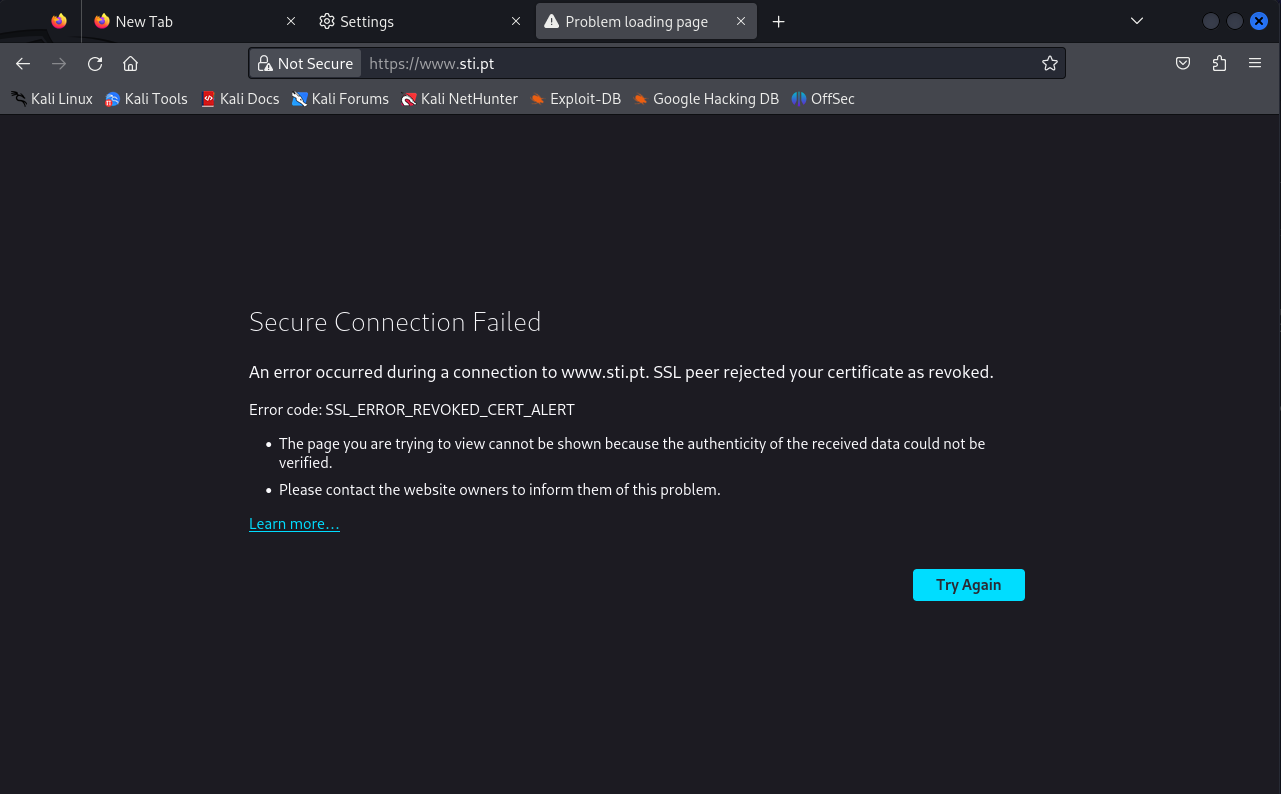 New Tab
Settings
Problem loading page
Not Secure
https://www.sti.pt
Kali Linux
Kali Tools
Kali Docs
Kali Forums
Kali NetHunter
Exploit-DB
Google Hacking DB
OffSec
Secure Connection Failed
An error occurred during a connection to www.sti.pt. SSL peer rejected your certificate as revoked.
Error code: SSL_ERROR_REVOKED_CERT_ALERT
The page you are trying to view cannot be shown because the authenticity of the received data could not be
verified.
Please contact the website owners to inform them of this problem.
Learn more…
Try Again